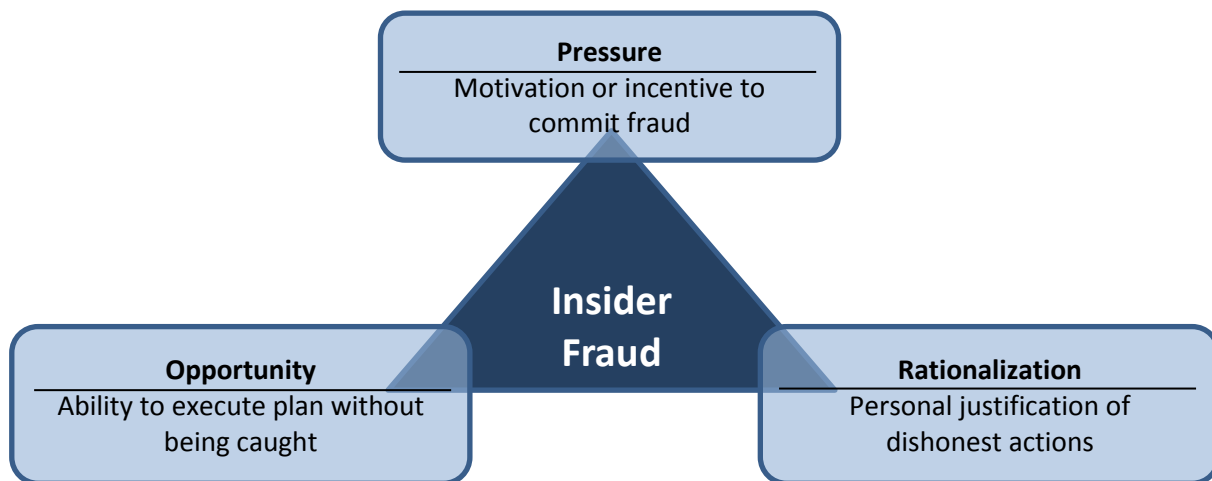 Pressure
Motivation or incentive to
commit fraud
Insider
Fraud
Opportunity
Ability to execute plan without
being caught
Rationalization
Personal justification of
dishonest actions